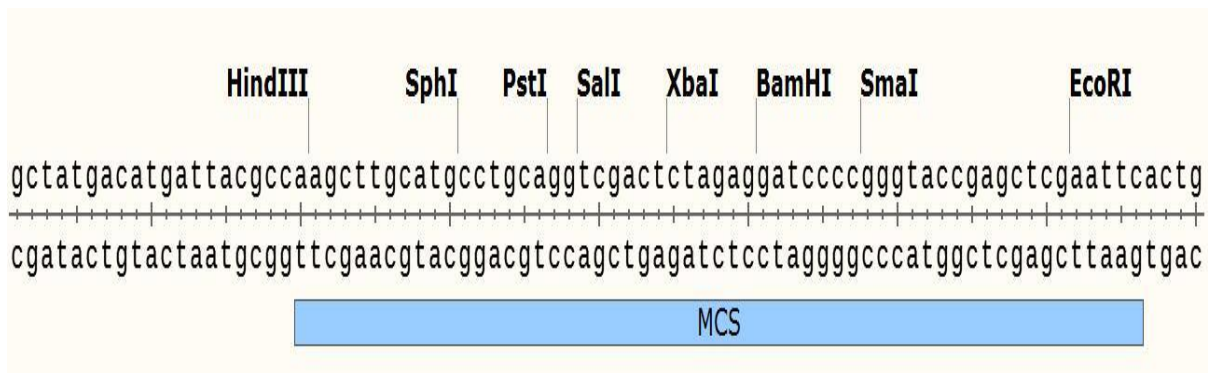 HindIII SphI PstI SalI XbaI BamHI SmaI EcoRI
gctatgacatgattacgccaagcttgcatgcctgcaggtcgactctagaggatccccgggtaccgagctcgaattcactg
cgatactgtactaatgcggttcgaacgtacggacgtccagctgagatctcctaggggcccatggctcgagcttaagtgac
MCS